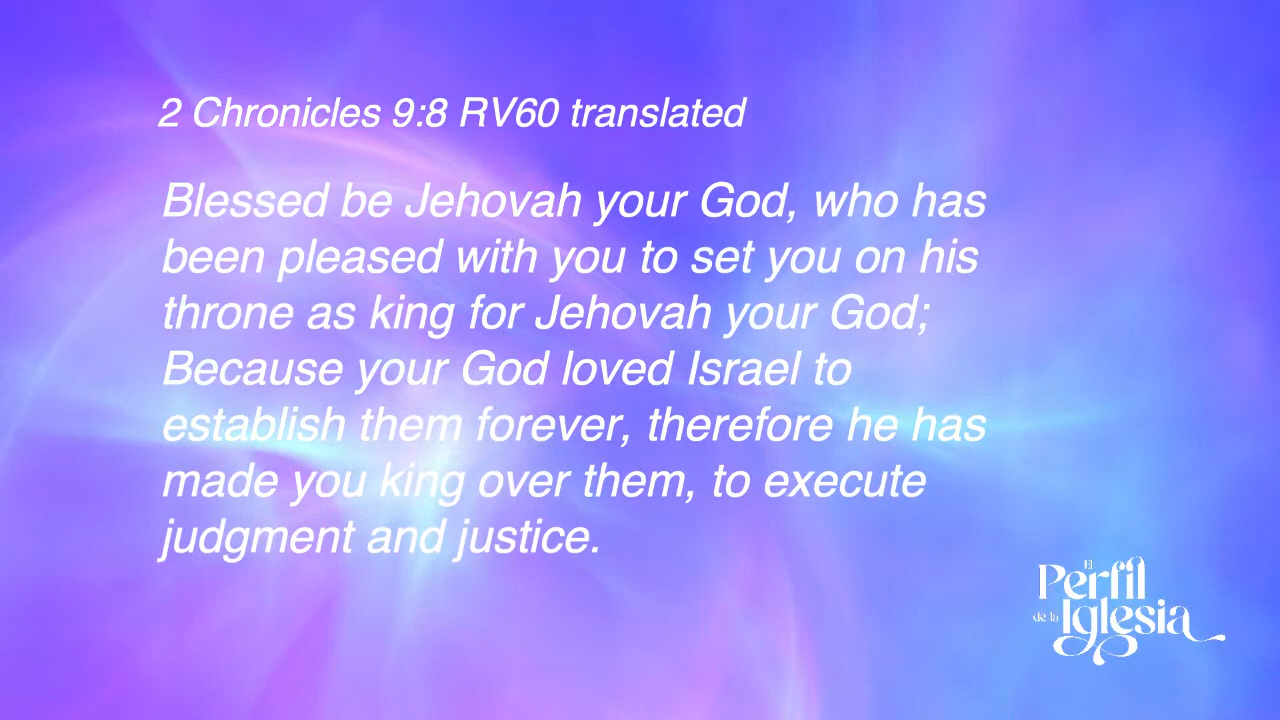 2 Chronicles 9:8 RV60 translated
Blessed be Jehovah your God, who has
been pleased with you to set you on his
throne as king for Jehovah your God;
Because your God loved Israel to
establish them forever, therefore he has
made you king over them, to execute
judgment and justice.
El
Perfil
de la Iglesia